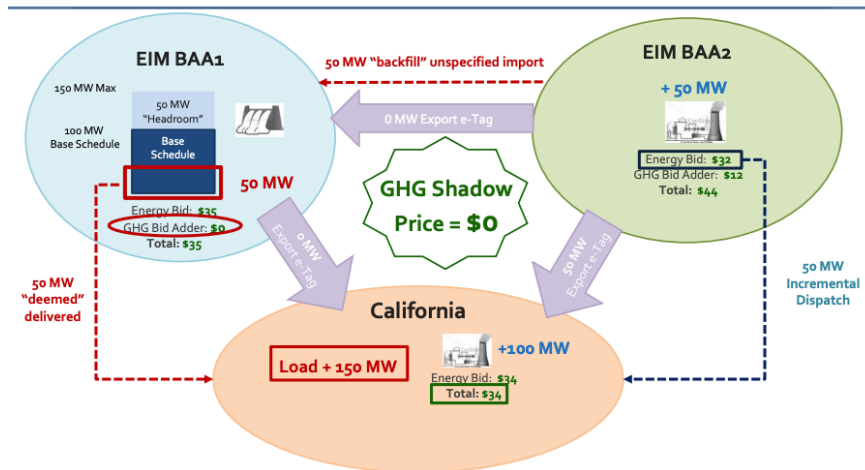 EIM BAA1
150 MW Max
50 MW
"Headroom"
100 MW
Base Schedule
Base
Schedule
50 MW
Energy Bid: $35
GHG Bid Adder: $0
Total: $35
50 MW
"deemed"
delivered
50 MW "backfill" unspecified import
0 MW Export e-Tag
GHG Shadow
Price = $0
0 MW
Export e-Tag
50 MW
Export e-Tag
EIM BAA2
+ 50 MW
Energy Bid: $32
GHG Bid Adder: $12
Total: $44
50 MW
Incremental
Dispatch
California
Load + 150 MW
+100 MW
Energy Bid: $34
Total: $34